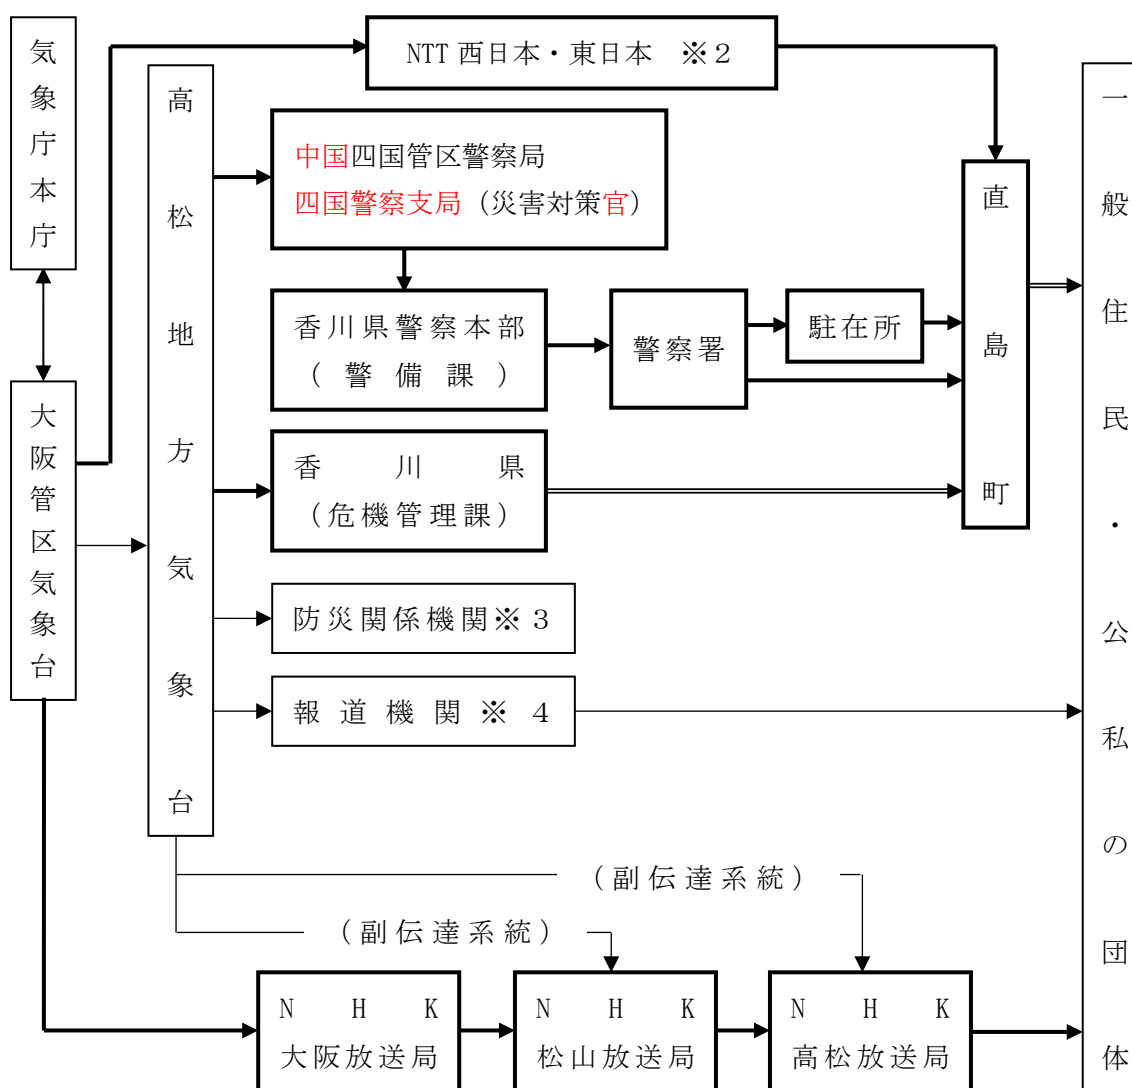 気象庁本庁
大阪管区気象台
高松地方気象台
NTT 西日本・東日本 ※２
中国四国管区警察局
四国警察支局（災害対策官）
香川県警察本部
（警備課）
警察署
駐在所
香川県
（危機管理課）
直島町
防災関係機関※３
報道機関※４
（副伝達系統）
（副伝達系統）
NHK
大阪放送局
NHK
松山放送局
NHK
高松放送局
一般住民・公私の団体